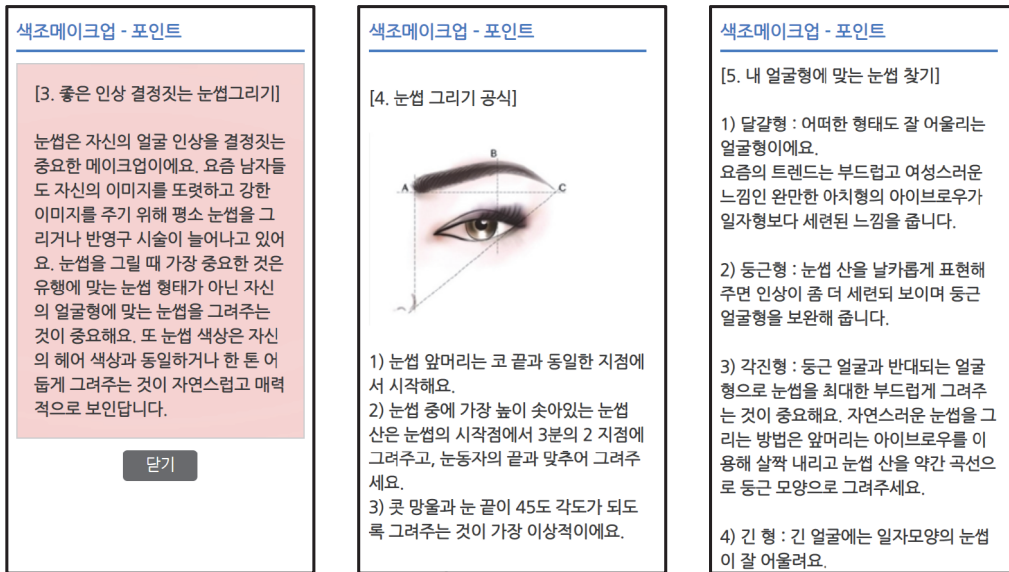 색조메이크업 - 포인트
[3. 좋은 인상 결정짓는 눈썹그리기]
눈썹은 자신의 얼굴 인상을 결정짓는
중요한 메이크업이에요. 요즘 남자들
도 자신의 이미지를 또렷하고 강한
이미지를 주기 위해 평소 눈썹을 그
리거나 반영구 시술이 늘어나고 있어
요. 눈썹을 그릴 때 가장 중요한 것은
유행에 맞는 눈썹 형태가 아닌 자신
의 얼굴형에 맞는 눈썹을 그려주는
것이 중요해요. 또 눈썹 색상은 자신
의 헤어 색상과 동일하거나 한 톤 어
둡게 그려주는 것이 자연스럽고 매력
적으로 보인답니다.
닫기
색조메이크업 - 포인트
[4. 눈썹 그리기 공식]
B
A
C
1) 눈썹 앞머리는 코 끝과 동일한 지점에
서 시작해요.
2) 눈썹 중에 가장 높이 솟아있는 눈썹
산은 눈썹의 시작점에서 3분의 2 지점에
그려주고, 눈동자의 끝과 맞추어 그려주
세요.
3) 콧 망울과 눈 끝이 45도 각도가 되도
록 그려주는 것이 가장 이상적이에요.
색조메이크업 - 포인트
[5. 내 얼굴형에 맞는 눈썹 찾기]
1) 달걀형 : 어떠한 형태도 잘 어울리는
얼굴형이에요.
요즘의 트렌드는 부드럽고 여성스러운
느낌인 완만한 아치형의 아이브로우가
일자형보다 세련된 느낌을 줍니다.
2) 둥근형 : 눈썹 산을 날카롭게 표현해
주면 인상이 좀 더 세련되 보이며 둥근
얼굴형을 보완해 줍니다.
3) 각진형 : 둥근 얼굴과 반대되는 얼굴
형으로 눈썹을 최대한 부드럽게 그려주
는 것이 중요해요. 자연스러운 눈썹을 그
리는 방법은 앞머리는 아이브로우를 이
용해 살짝 내리고 눈썹 산을 약간 곡선으
로 둥근 모양으로 그려주세요.
4) 긴 형 : 긴 얼굴에는 일자모양의 눈썹
이 잘 어울려요.